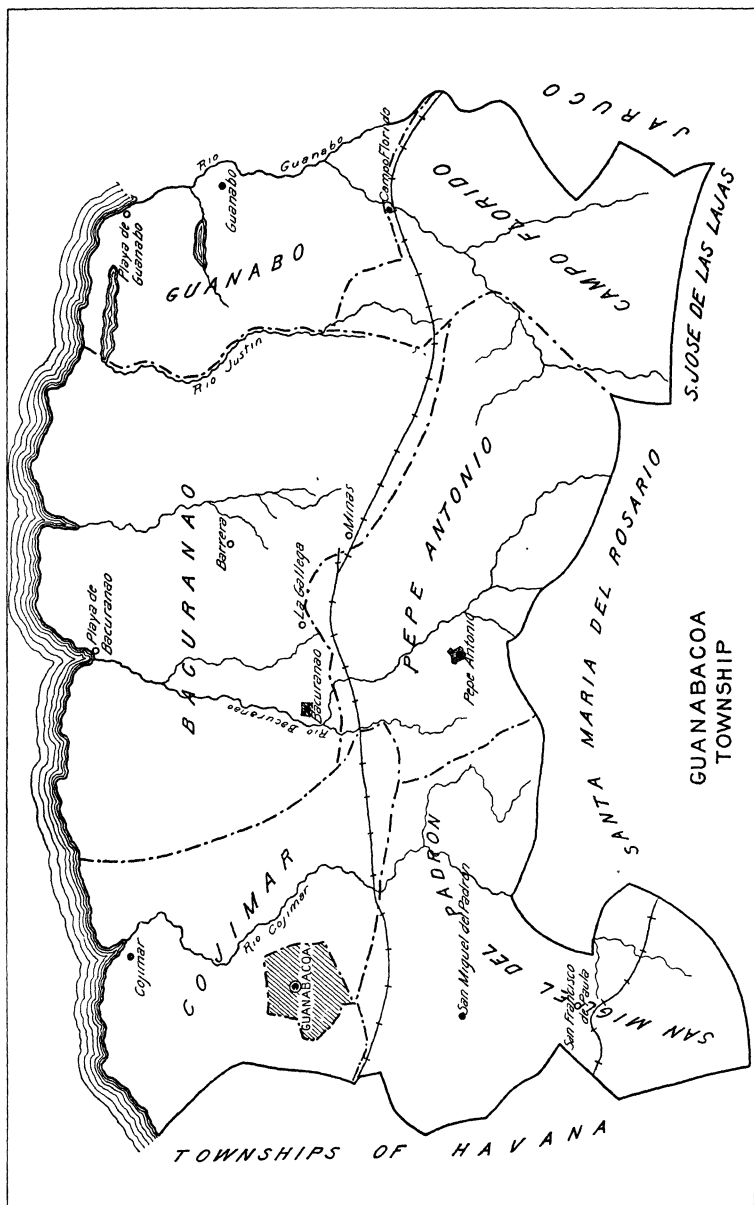 GUANABACOA
TOWNSHIP
TOWNSHIPS OF HAVANA
COJIMAR
Cojimar
Rio Cojimar
GUANABACOA
BACURANAO
Playa de
Bacuranao
Rio Bacuranao
Bacuranao
La Gallega
Barrera
Minas
Rio Justin
GUANABO
Playa de
Guanabo
Guanabo
Rio Guanabo
Campo Florido
CAMPO FLORIDO
JARUCO
PEPE ANTONIO
Pepe Antonio
SAN MIGUEL DEL PADRON
San Miguel del Padron
San Francisco
de Paula
SANTA MARIA DEL ROSARIO
S. JOSE DE LAS LAJAS